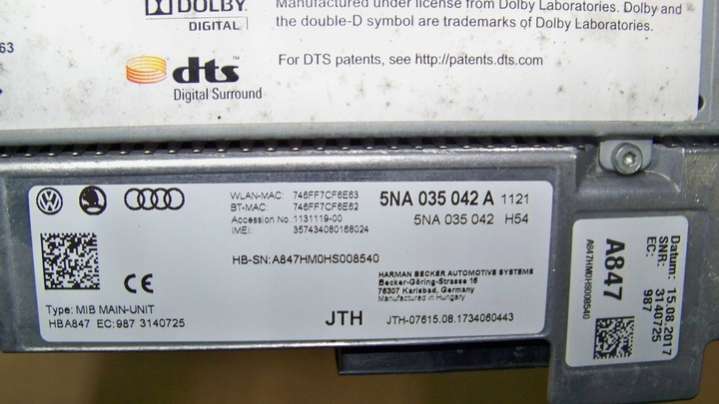 DOLBY
DIGITAL
Manufactured under license from Dolby Laboratories. Dolby and
the double-D symbol are trademarks of Dolby Laboratories.
63
dts
Digital Surround
For DTS patents, see http://patents.dts.com
WLAN-MAC: 746FF7CF6E63
BT-MAC: 746FF7CF6E62
Accession No.:1131119-00
IMEI: 357434080168024
5NA 035 042 A 1121
5NA 035 042 H54
HB-SN:A847HM0HS008540
CE
HARMAN BECKER AUTOMOTIVE SYSTEMS
Becker-Göring-Strasse 16
76307 Karlsbad, Germany
Manufactured in Hungary
Type: MIB MAIN-UNIT
HBA847 EC:987 3140725
JTH
JTH-07615.08.1734060443
Datum: 15.08.2017
SNR: 3140725
EC: 987
A847
A847HM0HS008540